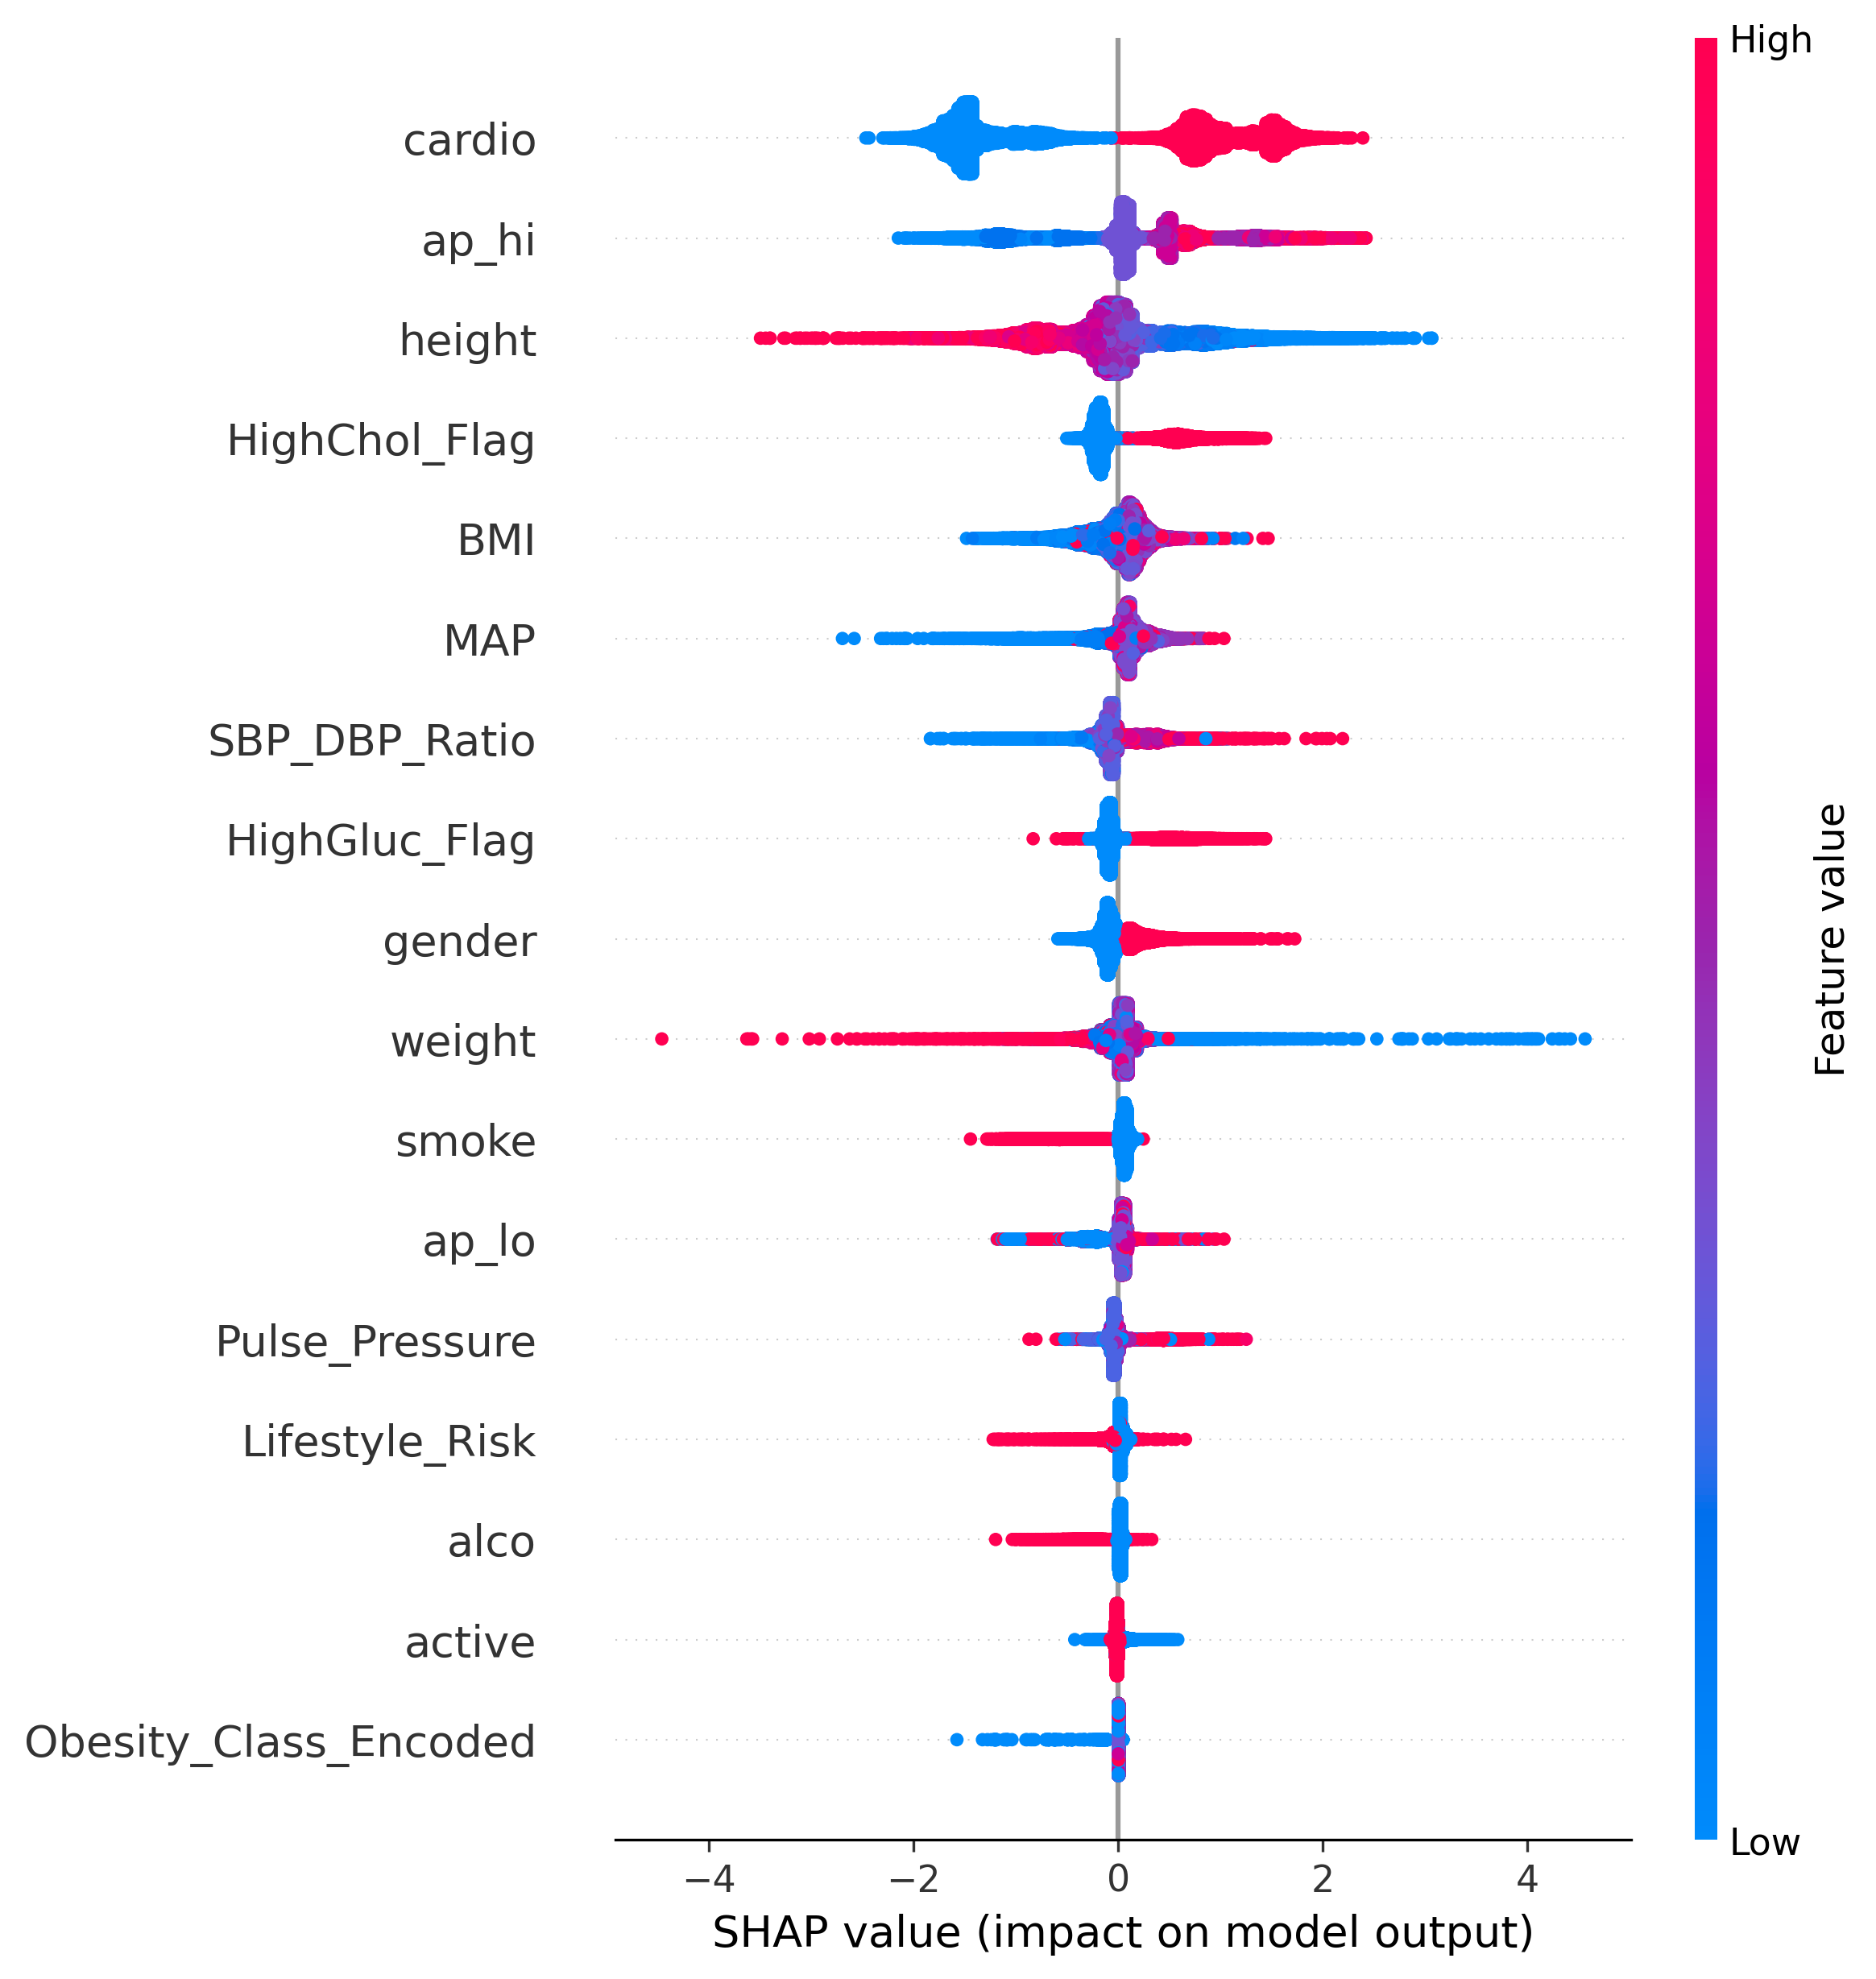 High
cardio
ap_hi
height
HighChol_Flag
BMI
MAP
SBP_DBP_Ratio
HighGluc_Flag
gender
weight
smoke
ap_lo
Pulse_Pressure
Lifestyle_Risk
alco
active
Obesity_Class_Encoded
Feature value
Low
−4 −2 0 2 4
SHAP value (impact on model output)